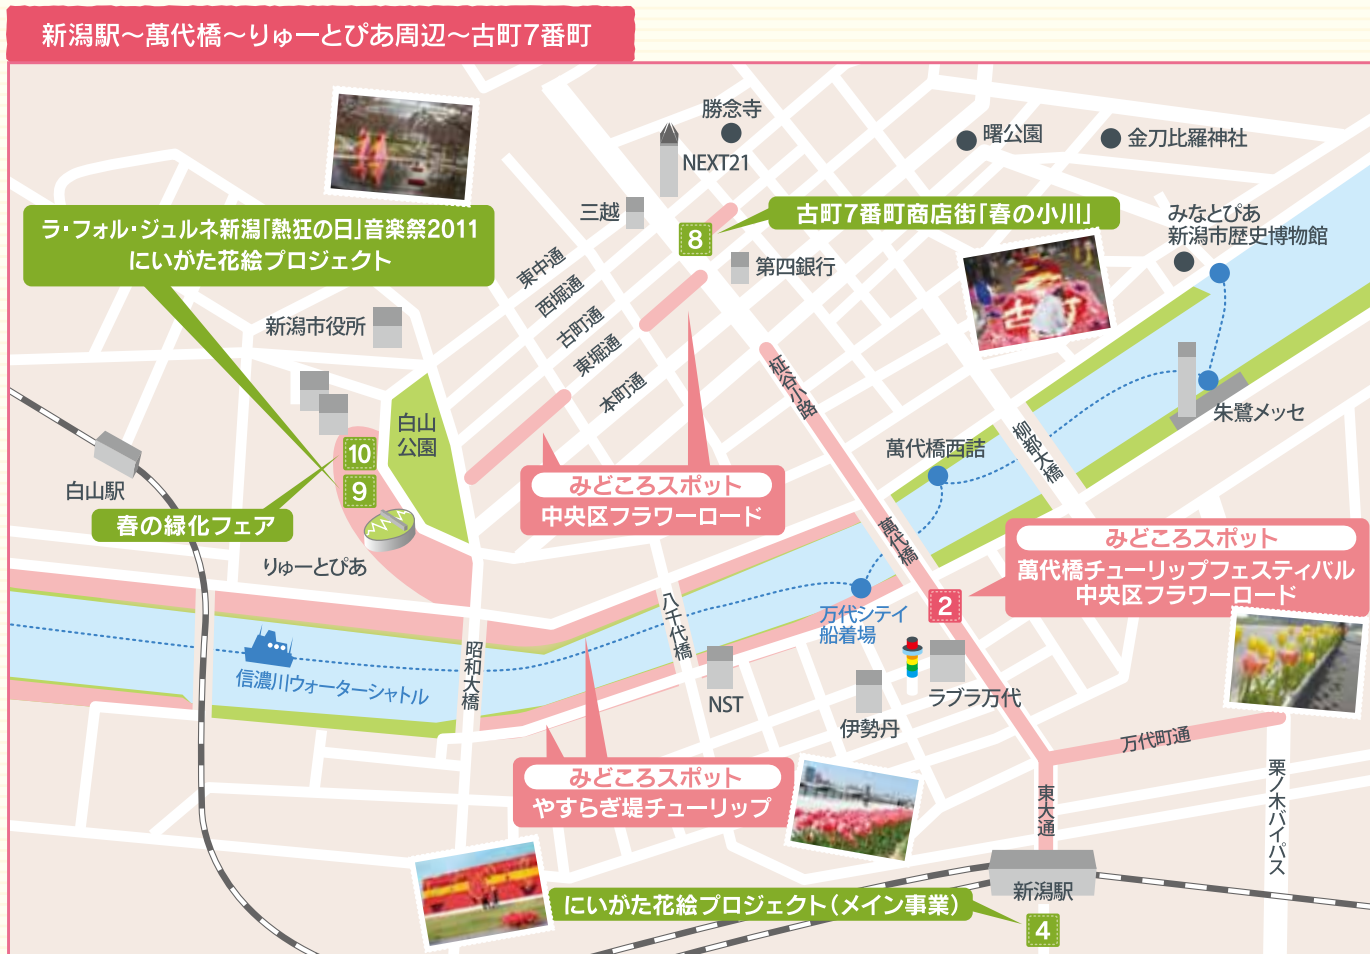 新潟駅～萬代橋～りゅーとぴあ周辺～古町7番町
勝念寺
NEXT21
曙公園
金刀比羅神社
三越
8
古町7番町商店街「春の小川」
みなとぴあ
新潟市歴史博物館
ラ・フォル・ジュルネ新潟「熱狂の日」音楽祭2011
にいがた花絵プロジェクト
第四銀行
東中通
西堀通
古町通
東堀通
本町通
新潟市役所
柾谷小路
古町
朱鷺メッセ
白山
公園
柳都大橋
萬代橋西詰
10
9
白山駅
みどころスポット
中央区フラワーロード
春の緑化フェア
りゅーとぴあ
萬代橋
みどころスポット
萬代橋チューリップフェスティバル
中央区フラワーロード
2
万代シテイ
船着場
八千代橋
昭和大橋
信濃川ウォーターシャトル
NST
伊勢丹
ラブラ万代
万代町通
みどころスポット
やすらぎ堤チューリップ
東大通
栗ノ木バイパス
新潟駅
にいがた花絵プロジェクト（メイン事業）
4